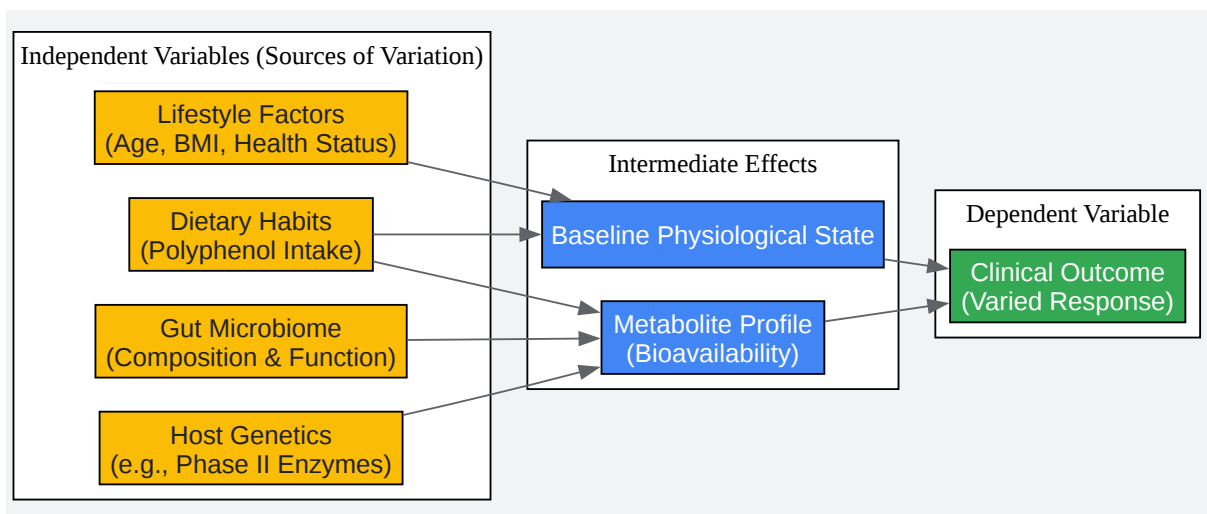 Independent Variables (Sources of Variation)
Lifestyle Factors
(Age, BMI, Health Status)
Dietary Habits
(Polyphenol Intake)
Gut Microbiome
(Composition & Function)
Host Genetics
(e.g., Phase II Enzymes)
Intermediate Effects
Baseline Physiological State
Metabolite Profile
(Bioavailability)
Dependent Variable
Clinical Outcome
(Varied Response)